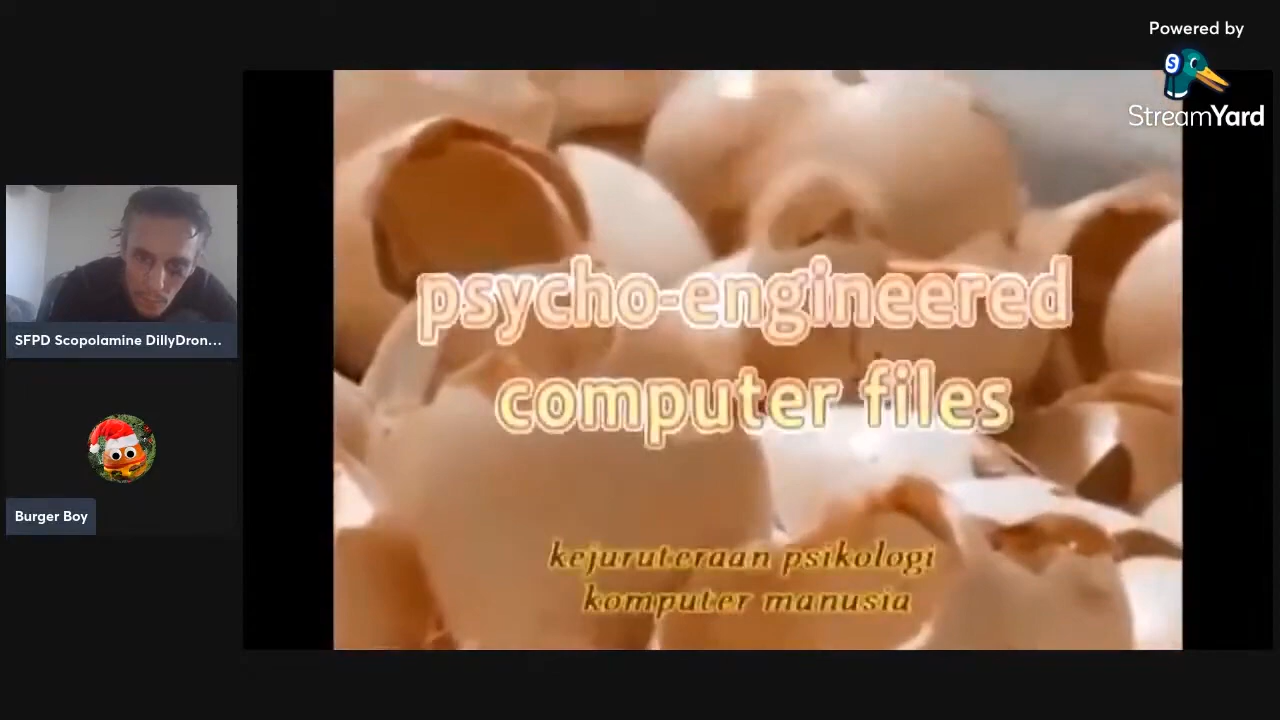 Powered by
StreamYard
psycho-engineered
computer files
SFPD Scopolamine DillyDron...
Burger Boy
kejuruteraan psikologi
komputer manusia